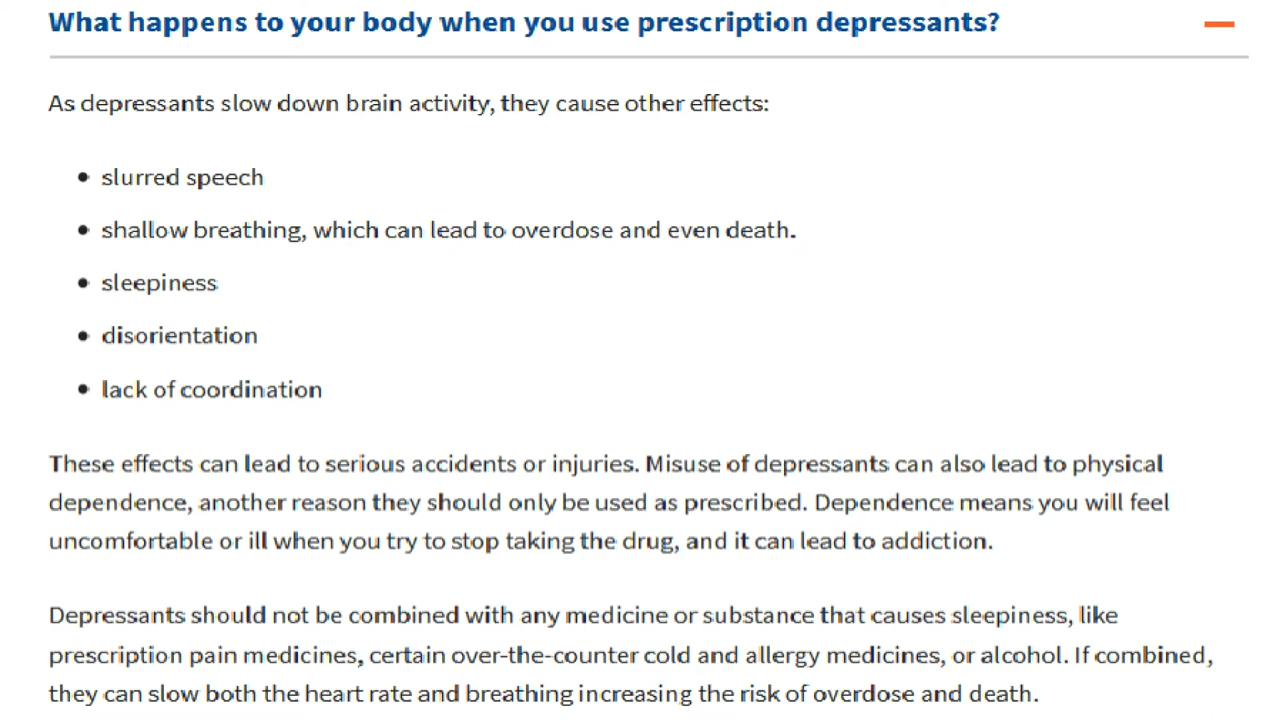 What happens to your body when you use prescription depressants?
As depressants slow down brain activity, they cause other effects:
• slurred speech
• shallow breathing, which can lead to overdose and even death.
• sleepiness
• disorientation
• lack of coordination
These effects can lead to serious accidents or injuries. Misuse of depressants can also lead to physical
dependence, another reason they should only be used as prescribed. Dependence means you will feel
uncomfortable or ill when you try to stop taking the drug, and it can lead to addiction.
Depressants should not be combined with any medicine or substance that causes sleepiness, like
prescription pain medicines, certain over-the-counter cold and allergy medicines, or alcohol. If combined,
they can slow both the heart rate and breathing increasing the risk of overdose and death.